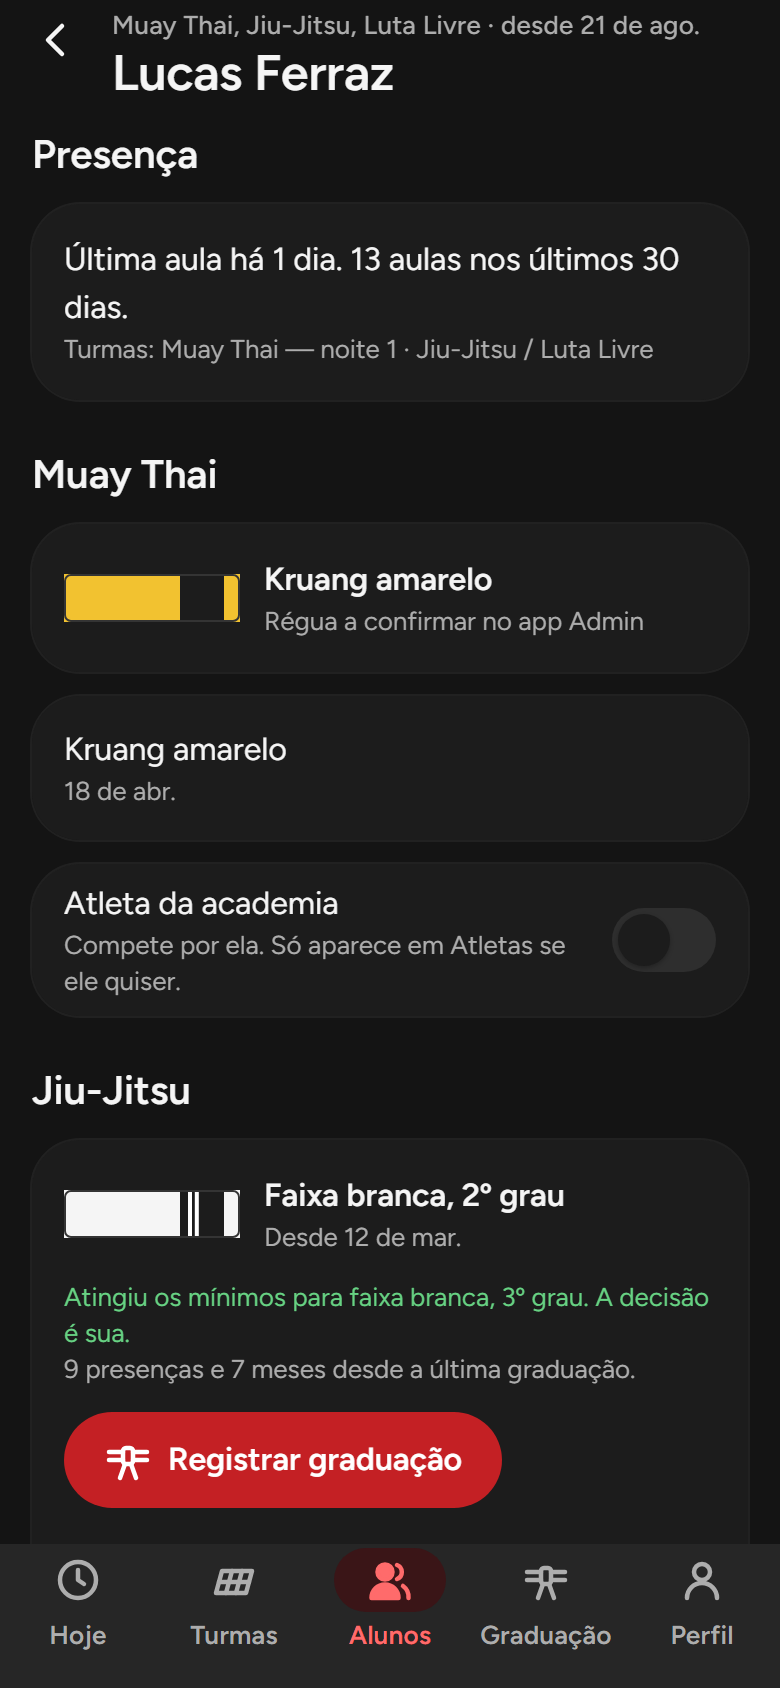 Muay Thai, Jiu-Jitsu, Luta Livre · desde 21 de ago.
Lucas Ferraz
Presença
Última aula há 1 dia. 13 aulas nos últimos 30
dias.
Turmas: Muay Thai — noite 1 · Jiu-Jitsu / Luta Livre
Muay Thai
Kruang amarelo
Régua a confirmar no app Admin
Kruang amarelo
18 de abr.
Atleta da academia
Compete por ela. Só aparece em Atletas se
ele quiser.
Jiu-Jitsu
Faixa branca, 2º grau
Desde 12 de mar.
Atingiu os mínimos para faixa branca, 3º grau. A decisão
é sua.
9 presenças e 7 meses desde a última graduação.
Registrar graduação
Hoje
Turmas
Alunos
Graduação
Perfil